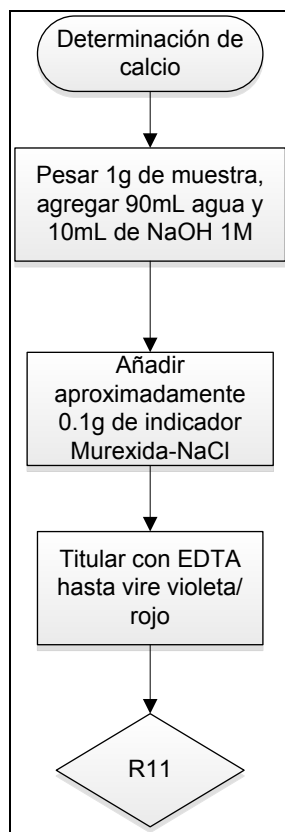 Determinación de
calcio
Pesar 1g de muestra,
agregar 90mL agua y
10mL de NaOH 1M
Añadir
aproximadamente
0.1g de indicador
Murexida-NaCl
Titular con EDTA
hasta vire violeta/
rojo
R11